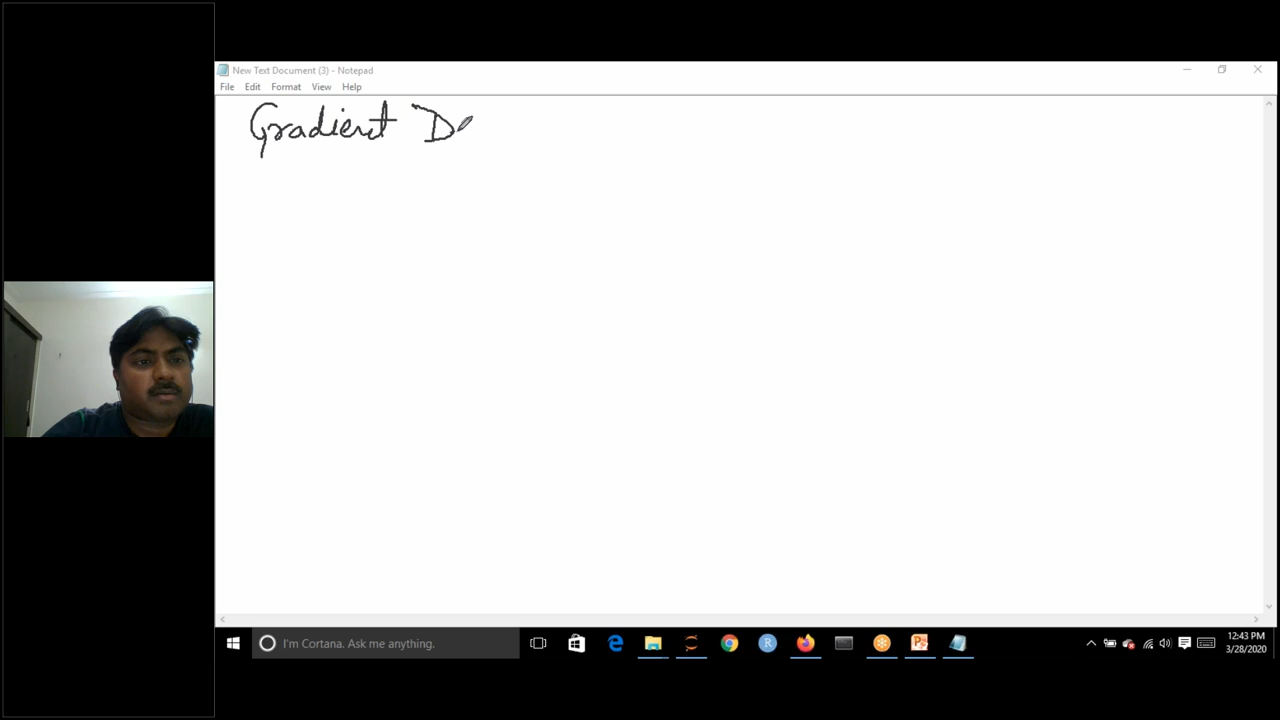 New Text Document (3) - Notepad
File Edit Format View Help
Gradient D
I'm Cortana. Ask me anything.
12:43 PM
3/28/2020